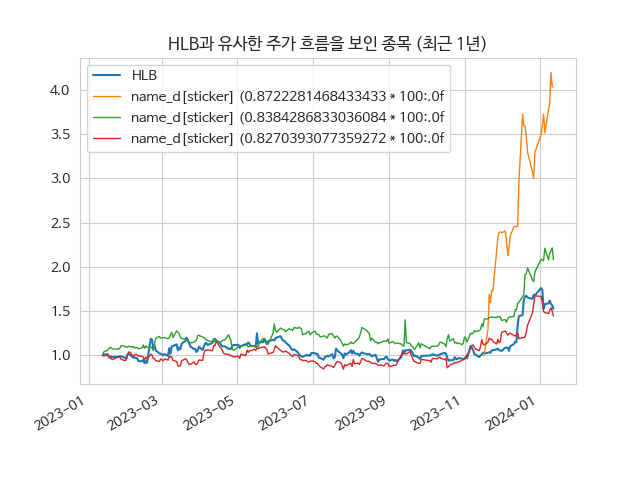 HLB과 유사한 주가 흐름을 보인 종목 (최근 1년)
HLB
name_d[sticker] (0.8722281468433433 * 100:.0f
name_d[sticker] (0.8384286833036084 * 100:.0f
name_d[sticker] (0.8270393077359272 * 100:.0f
4.0
3.5
3.0
2.5
2.0
1.5
1.0
2023-01
2023-03
2023-05
2023-07
2023-09
2023-11
2024-01